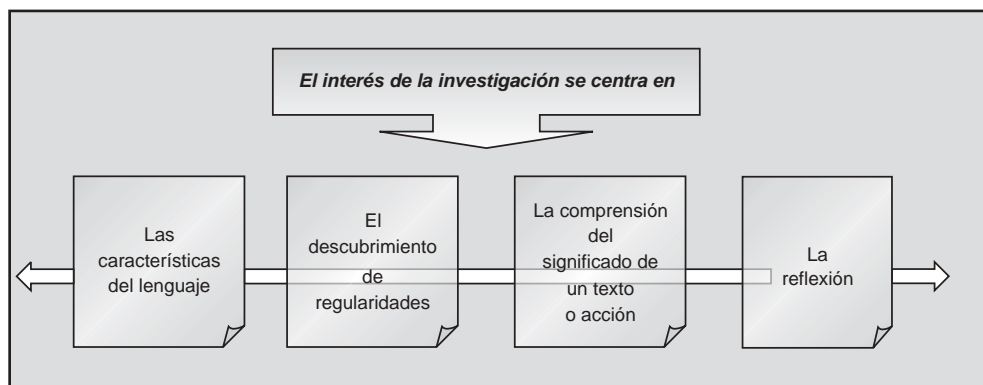 El interés de la investigación se centra en
Las
características
del lenguaje
El
descubrimiento
de
regularidades
La comprensión
del
significado de
un texto
o acción
La
reflexión